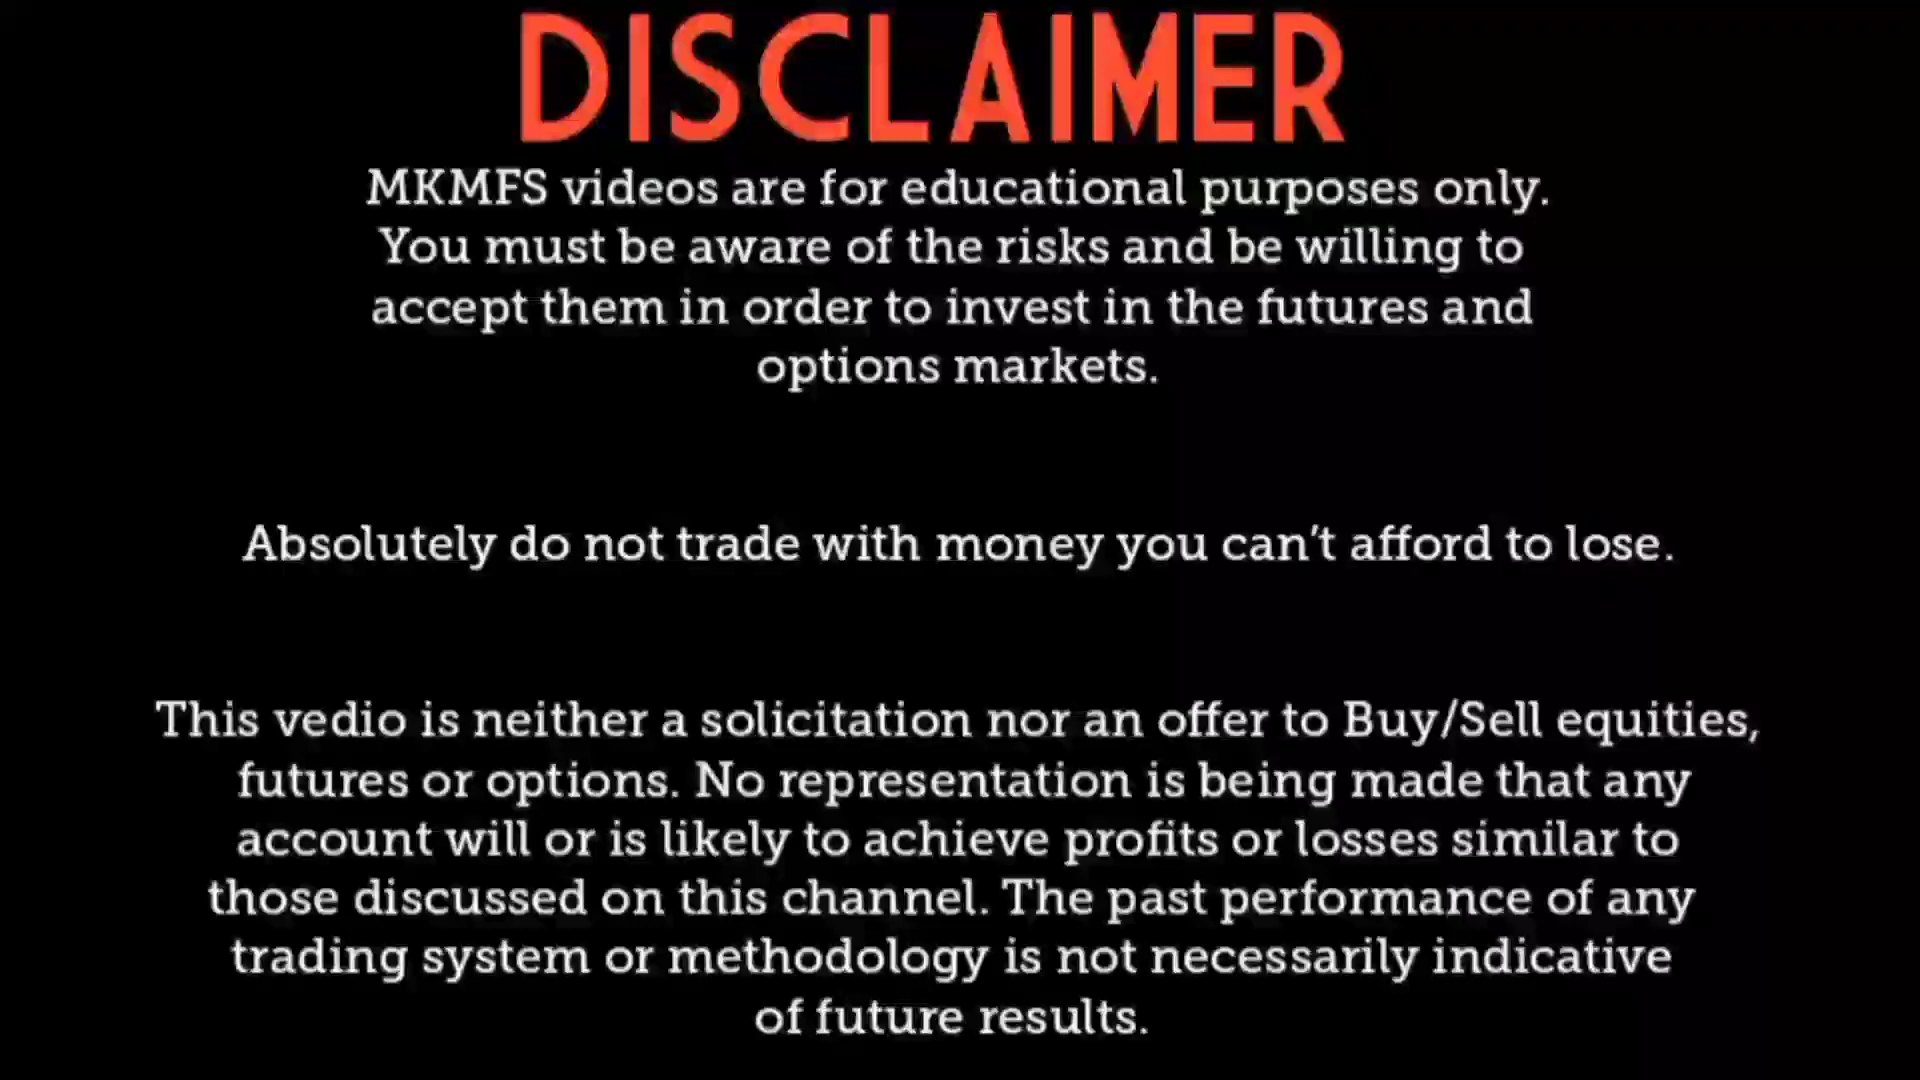 DISCLAIMER
MKMFS videos are for educational purposes only.
You must be aware of the risks and be willing to
accept them in order to invest in the futures and
options markets.
Absolutely do not trade with money you can't afford to lose.
This vedio is neither a solicitation nor an offer to Buy/Sell equities,
futures or options. No representation is being made that any
account will or is likely to achieve profits or losses similar to
those discussed on this channel. The past performance of any
trading system or methodology is not necessarily indicative
of future results.